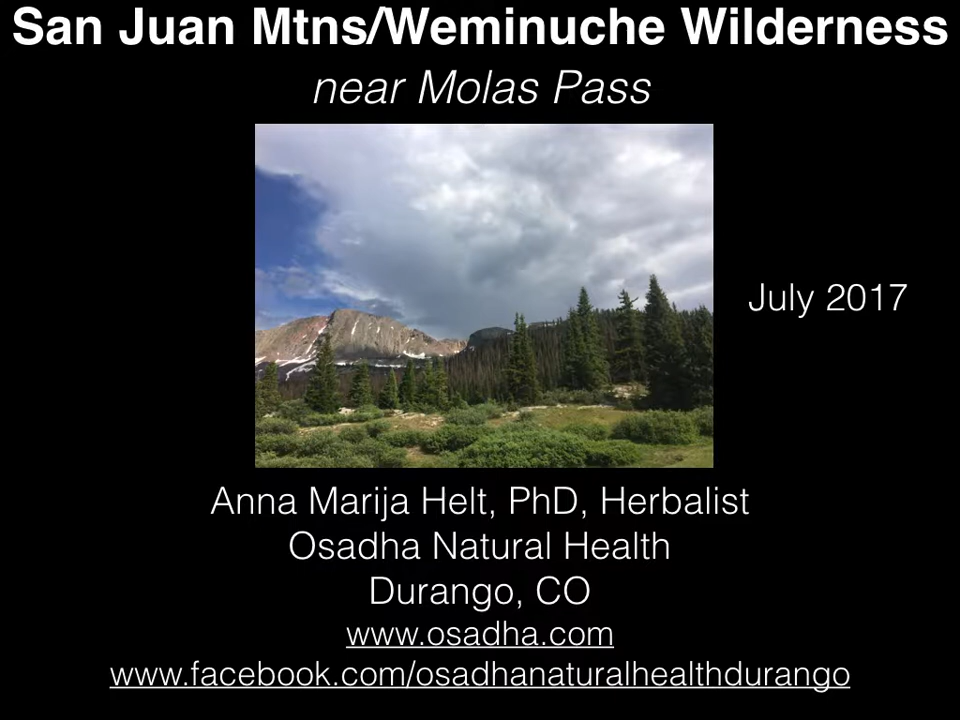 San Juan Mtns/Weminuche Wilderness
near Molas Pass
July 2017
Anna Marija Helt, PhD, Herbalist
Osadha Natural Health
Durango, CO
www.osadha.com
www.facebook.com/osadhanaturalhealthdurango